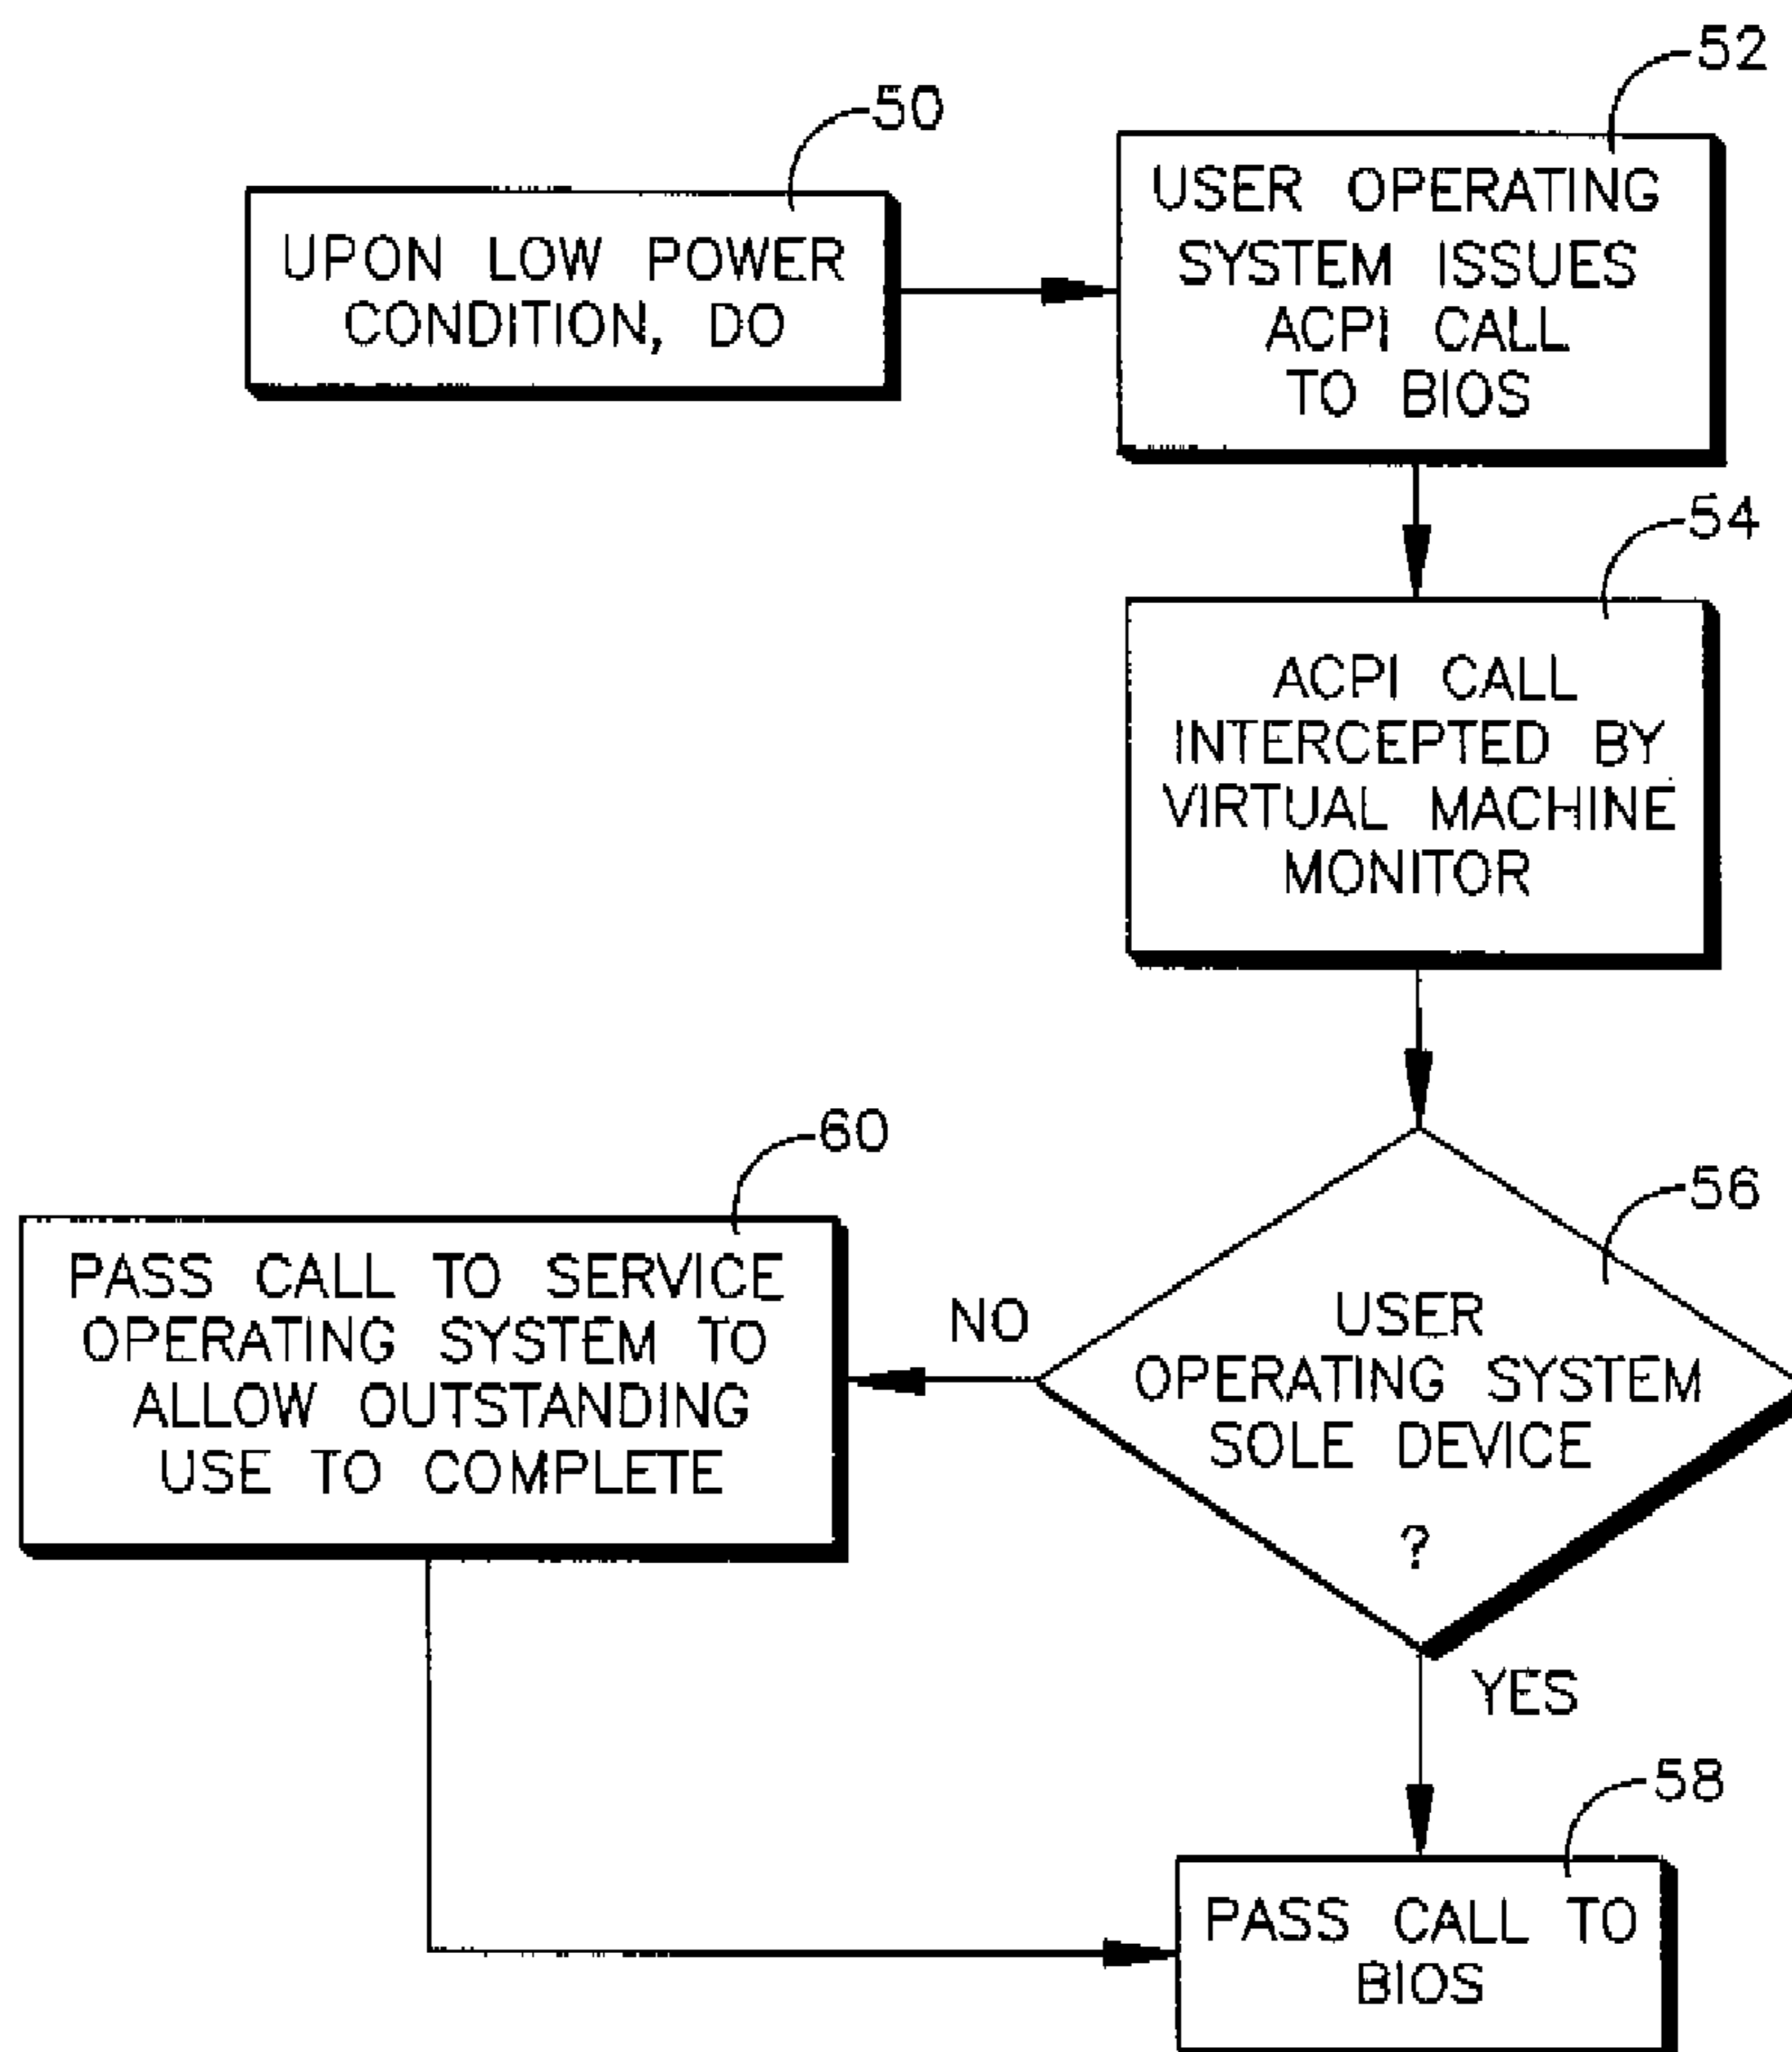 50
UPON LOW POWER
CONDITION, DO
52
USER OPERATING
SYSTEM ISSUES
ACPI CALL
TO BIOS
54
ACPI CALL
INTERCEPTED BY
VIRTUAL MACHINE
MONITOR
56
USER
OPERATING SYSTEM
SOLE DEVICE
?
NO
60
PASS CALL TO SERVICE
OPERATING SYSTEM TO
ALLOW OUTSTANDING
USE TO COMPLETE
YES
58
PASS CALL TO
BIOS